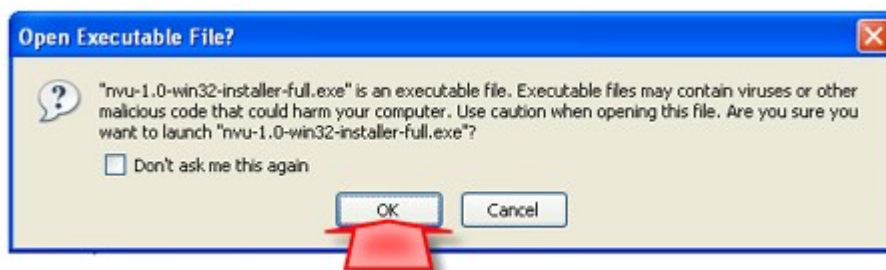 Open Executable File?
"nvu-1.0-win32-installer-full.exe" is an executable file. Executable files may contain viruses or other
malicious code that could harm your computer. Use caution when opening this file. Are you sure you
want to launch "nvu-1.0-win32-installer-full.exe"?
Don't ask me this again
OK Cancel